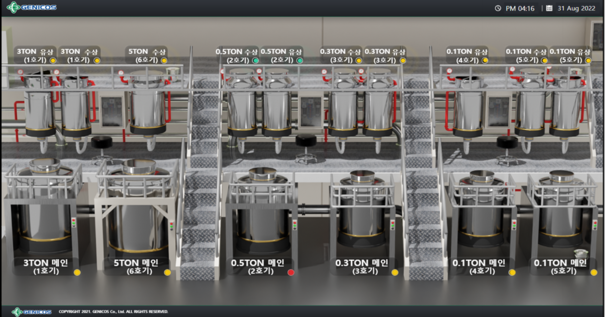 GENICOS
PM 04:16
31 Aug 2022
3TON 유상
(1호기)
3TON 수상
(1호기)
5TON 수상
(6호기)
0.5TON 수상
(2호기)
0.5TON 유상
(2호기)
0.3TON 수상
(3호기)
0.3TON 유상
(3호기)
0.1TON 유상
(4호기)
0.1TON 수상
(5호기)
0.1TON 유상
(5호기)
3TON 메인
(1호기)
5TON 메인
(6호기)
0.5TON 메인
(2호기)
0.3TON 메인
(3호기)
0.1TON 메인
(4호기)
0.1TON 메인
(5호기)
GENICOS
COPYRIGHT 2021. GENICOS Co., Ltd. ALL RIGHTS RESERVED